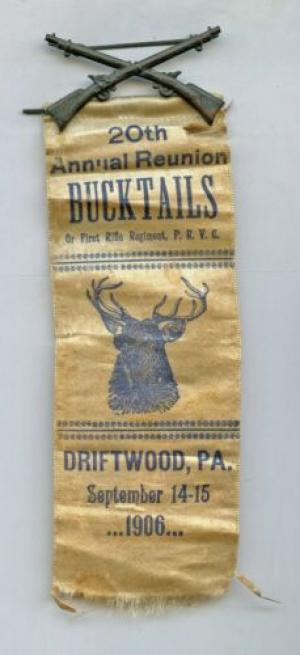 20th
Annual Reunion
BUCKTAILS
Or First Rifle Regiment, P. R. V. C.
DRIFTWOOD, PA.
September 14-15
...1906...